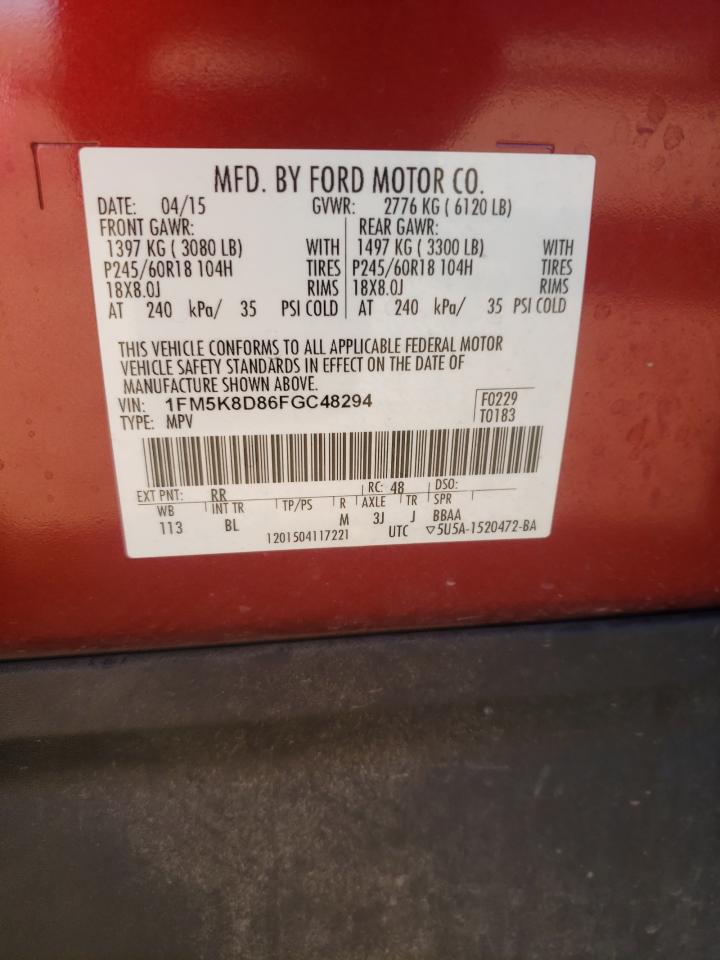 MFD. BY FORD MOTOR CO.
DATE: 04/15 GVWR: 2776 KG ( 6120 LB)
FRONT GAWR: REAR GAWR:
1397 KG ( 3080 LB) WITH 1497 KG ( 3300 LB) WITH
P245/60R18 104H TIRES P245/60R18 104H TIRES
18X8.0J RIMS 18X8.0J RIMS
AT 240 kPa/ 35 PSI COLD AT 240 kPa/ 35 PSI COLD
THIS VEHICLE CONFORMS TO ALL APPLICABLE FEDERAL MOTOR
VEHICLE SAFETY STANDARDS IN EFFECT ON THE DATE OF
MANUFACTURE SHOWN ABOVE.
VIN: 1FM5K8D86FGC48294 F0229
TYPE: MPV T0183
EXT PNT: RR RC: 48 DSO:
WB INT TR TP/PS R AXLE TR SPR
113 BL M 3J J BBAA
1201504117221 UTC ▽5U5A-1520472-BA